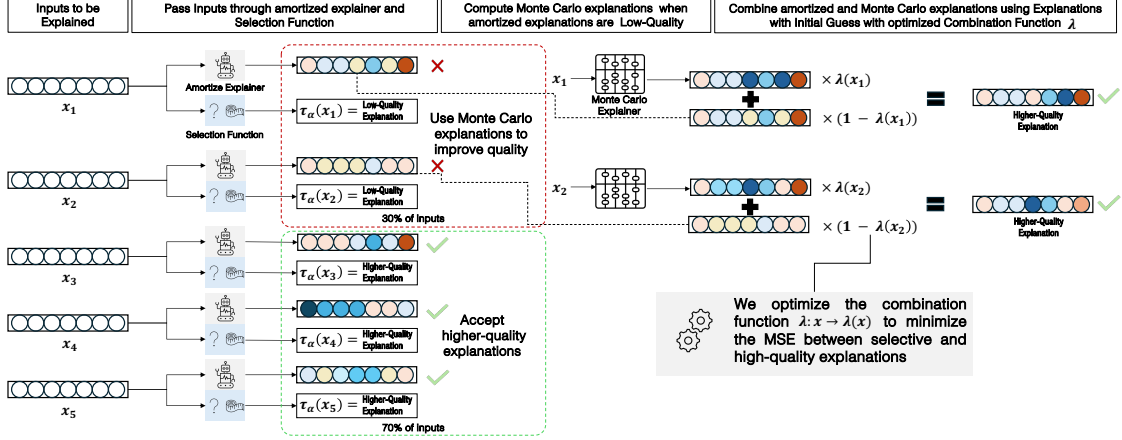 Inputs to be
Explained
Pass Inputs through amortized explainer and
Selection Function
Compute Monte Carlo explanations when
amortized explanations are Low-Quality
Combine amortized and Monte Carlo explanations using Explanations
with Initial Guess with optimized Combination Function λ
x₁
Amortize Explainer
?
Selection Function
τα(x₁) = Low-Quality
Explanation
Use Monte Carlo
explanations to
improve quality
x₁
Monte Carlo
Explainer
× λ(x₁)
+
× (1 − λ(x₁))
=
Higher-Quality
Explanation
x₂
?
τα(x₂) = Low-Quality
Explanation
30% of Inputs
x₂
× λ(x₂)
+
× (1 − λ(x₂))
=
Higher-Quality
Explanation
x₃
?
τα(x₃) = Higher-Quality
Explanation
x₄
?
τα(x₄) = Higher-Quality
Explanation
Accept
higher-quality
explanations
x₅
?
τα(x₅) = Higher-Quality
Explanation
70% of Inputs
We optimize the combination
function λ: x → λ(x) to minimize
the MSE between selective and
high-quality explanations